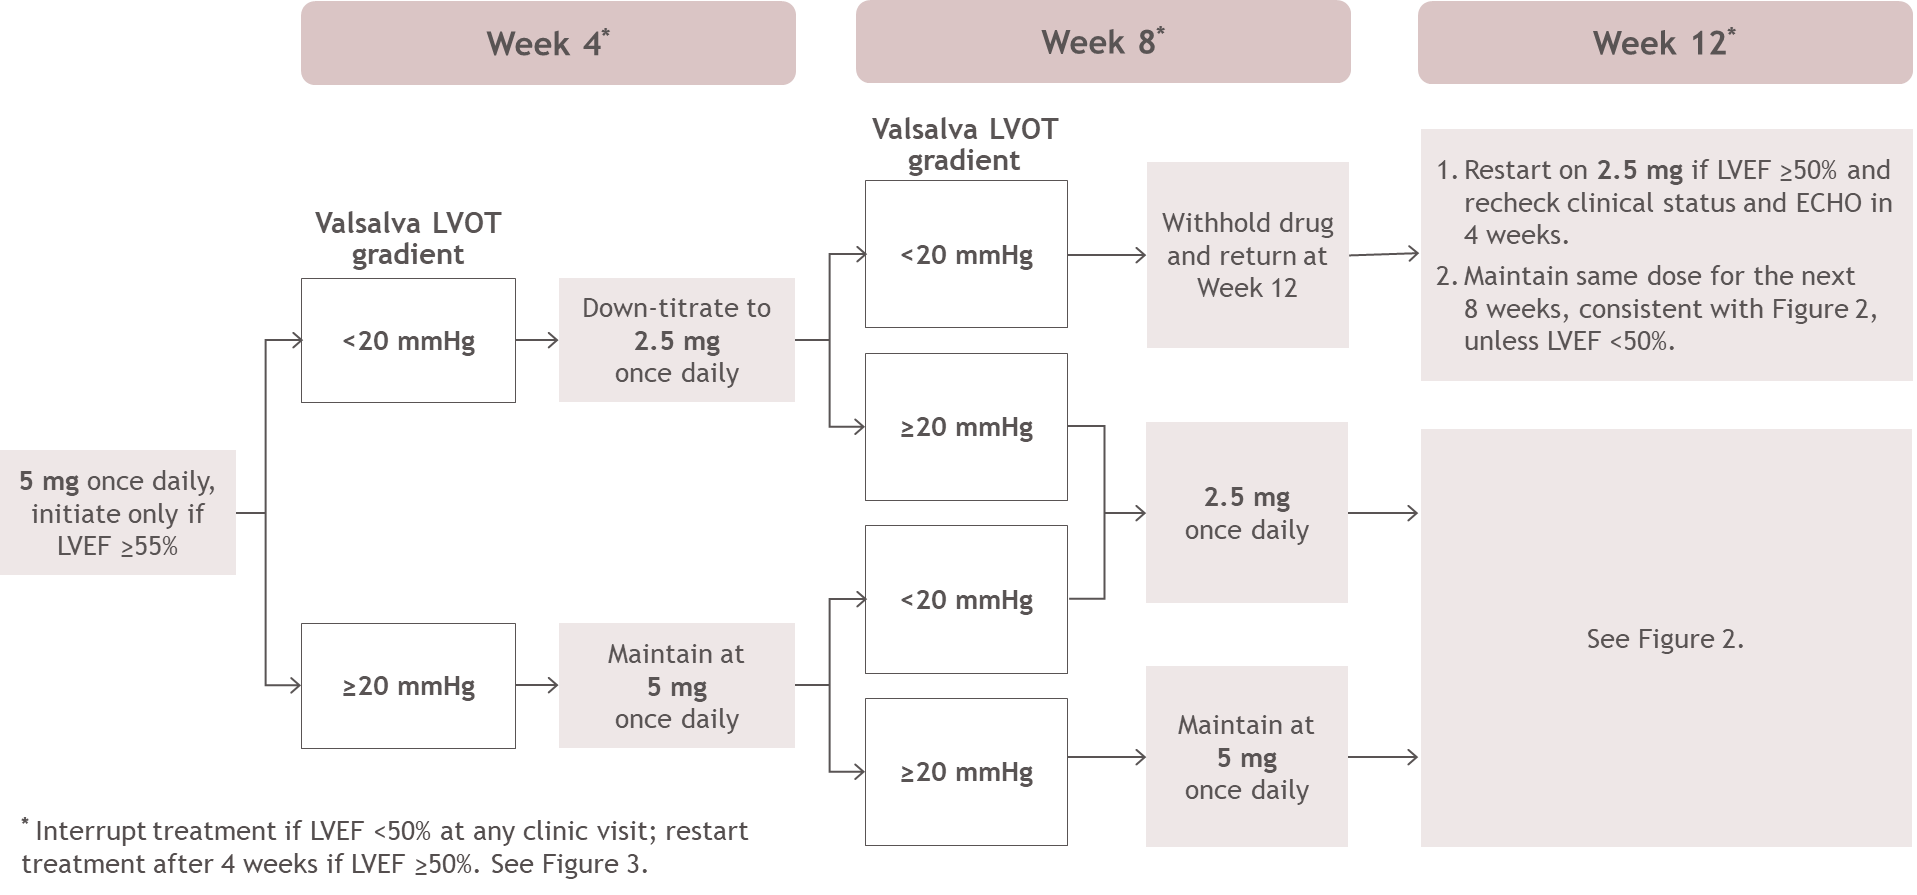 Week 4*
Week 8*
Week 12*
5 mg once daily,
initiate only if
LVEF ≥55%
Valsalva LVOT
gradient
<20 mmHg
Down-titrate to
2.5 mg
once daily
≥20 mmHg
Maintain at
5 mg
once daily
Valsalva LVOT
gradient
<20 mmHg
Withhold drug
and return at
Week 12
≥20 mmHg
<20 mmHg
2.5 mg
once daily
≥20 mmHg
Maintain at
5 mg
once daily
1. Restart on 2.5 mg if LVEF ≥50% and
recheck clinical status and ECHO in
4 weeks.
2. Maintain same dose for the next
8 weeks, consistent with Figure 2,
unless LVEF <50%.
See Figure 2.
* Interrupt treatment if LVEF <50% at any clinic visit; restart
treatment after 4 weeks if LVEF ≥50%. See Figure 3.